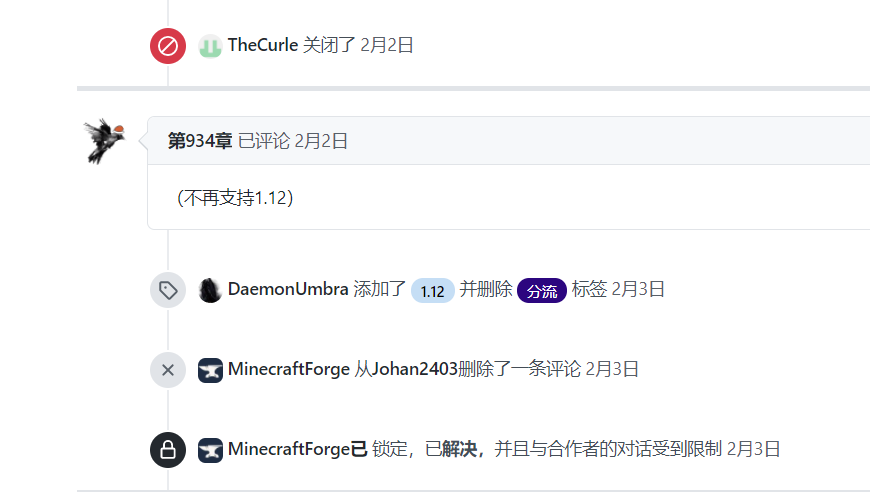 TheCurle 关闭了 2月2日
第934章 已评论 2月2日
（不再支持1.12）
DaemonUmbra 添加了 1.12 并删除 分流 标签 2月3日
MinecraftForge 从Johan2403删除了一条评论 2月3日
MinecraftForge已 锁定，已解决，并且与合作者的对话受到限制 2月3日